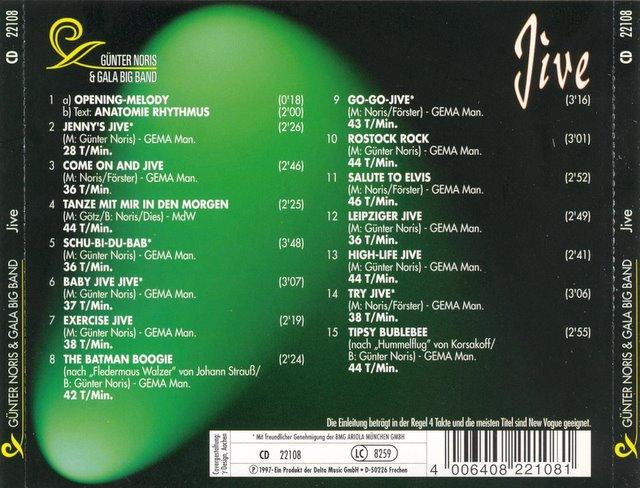 CD 22108
GÜNTER NORIS & GALA BIG BAND Jive
GÜNTER NORIS
& GALA BIG BAND
Jive
1 a) OPENING-MELODY (0'18)
b) Text: ANATOMIE RHYTHMUS (2'00)
2 JENNY'S JIVE* (2'26)
(M: Günter Noris) - GEMA Man.
28 T/Min.
3 COME ON AND JIVE (2'46)
(M: Noris/Förster) - GEMA Man.
36 T/Min.
4 TANZE MIT MIR IN DEN MORGEN (2'25)
(M: Götz/B: Noris/Dies) - MdW
44 T/Min.
5 SCHU-BI-DU-BAB* (3'48)
(M: Günter Noris) - GEMA Man.
36 T/Min.
6 BABY JIVE JIVE* (3'07)
(M: Günter Noris) - GEMA Man.
37 T/Min.
7 EXERCISE JIVE (2'19)
(M: Günter Noris) - GEMA Man.
38 T/Min.
8 THE BATMAN BOOGIE (2'24)
(nach „Fledermaus Walzer" von Johann Strauß/
B: Günter Noris) - GEMA Man.
42 T/Min.
9 GO-GO-JIVE* (3'16)
(M: Noris/Förster) - GEMA Man.
43 T/Min.
10 ROSTOCK ROCK (3'01)
(M: Günter Noris) - GEMA Man.
44 T/Min.
11 SALUTE TO ELVIS (2'52)
(M: Noris/Förster) - GEMA Man.
46 T/Min.
12 LEIPZIGER JIVE (2'49)
(M: Günter Noris) - GEMA Man.
36 T/Min.
13 HIGH-LIFE JIVE (2'41)
(M: Günter Noris) - GEMA Man.
44 T/Min.
14 TRY JIVE* (3'06)
(M: Noris/Förster) - GEMA Man.
38 T/Min.
15 TIPSY BUBLEBEE (2'55)
(nach „Hummelflug" von Korsakoff/
B: Günter Noris) - GEMA Man.
44 T/Min.
Die Einleitung beträgt in der Regel 4 Takte und die meisten Titel sind New Vogue geeignet.
Covergestaltung:
Y Design, Aachen
* Mit freundlicher Genehmigung der BMG ARIOLA MÜNCHEN GMBH
CD 22108 LC 8259
Ⓟ 1997 · Ein Produkt der Delta Music GmbH · D-50226 Frechen
4 006408 221081
CD 22108
GÜNTER NORIS & GALA BIG BAND Jive